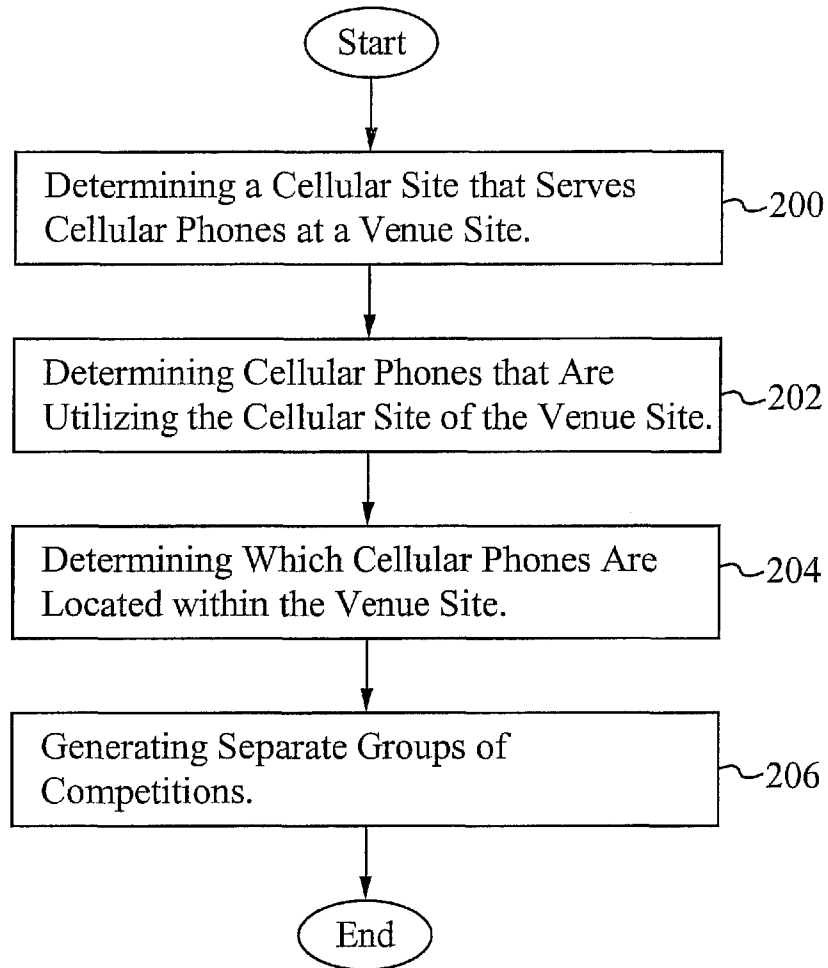 Start
Determining a Cellular Site that Serves
Cellular Phones at a Venue Site.
200
Determining Cellular Phones that Are
Utilizing the Cellular Site of the Venue Site.
202
Determining Which Cellular Phones Are
Located within the Venue Site.
204
Generating Separate Groups of
Competitions.
206
End